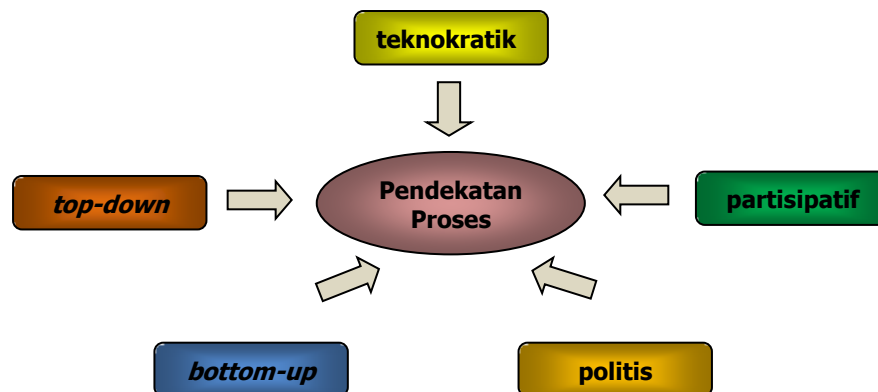 teknokratik
top-down
Pendekatan
Proses
partisipatif
bottom-up
politis